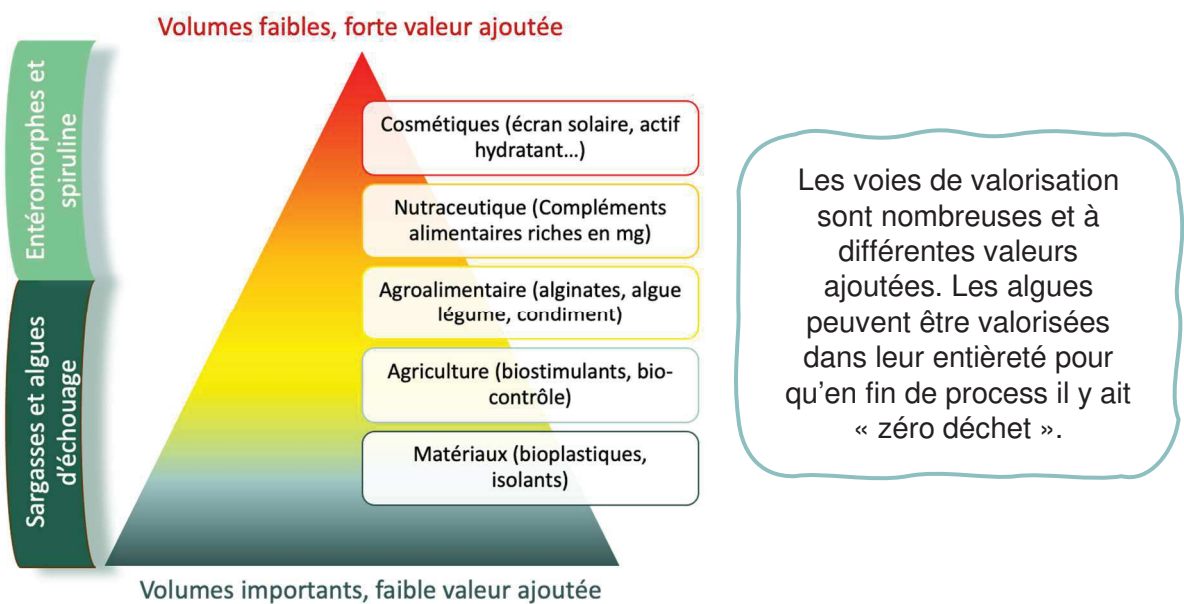 Volumes faibles, forte valeur ajoutée
Entéromorphes et
spiruline
Sargasses et algues
d'échouage
Cosmétiques (écran solaire, actif
hydratant...)
Nutraceutique (Compléments
alimentaires riches en mg)
Agroalimentaire (alginates, algue
légume, condiment)
Agriculture (biostimulants, bio-
contrôle)
Matériaux (bioplastiques,
isolants)
Volumes importants, faible valeur ajoutée
Les voies de valorisation
sont nombreuses et à
différentes valeurs
ajoutées. Les algues
peuvent être valorisées
dans leur entièreté pour
qu'en fin de process il y ait
« zéro déchet ».